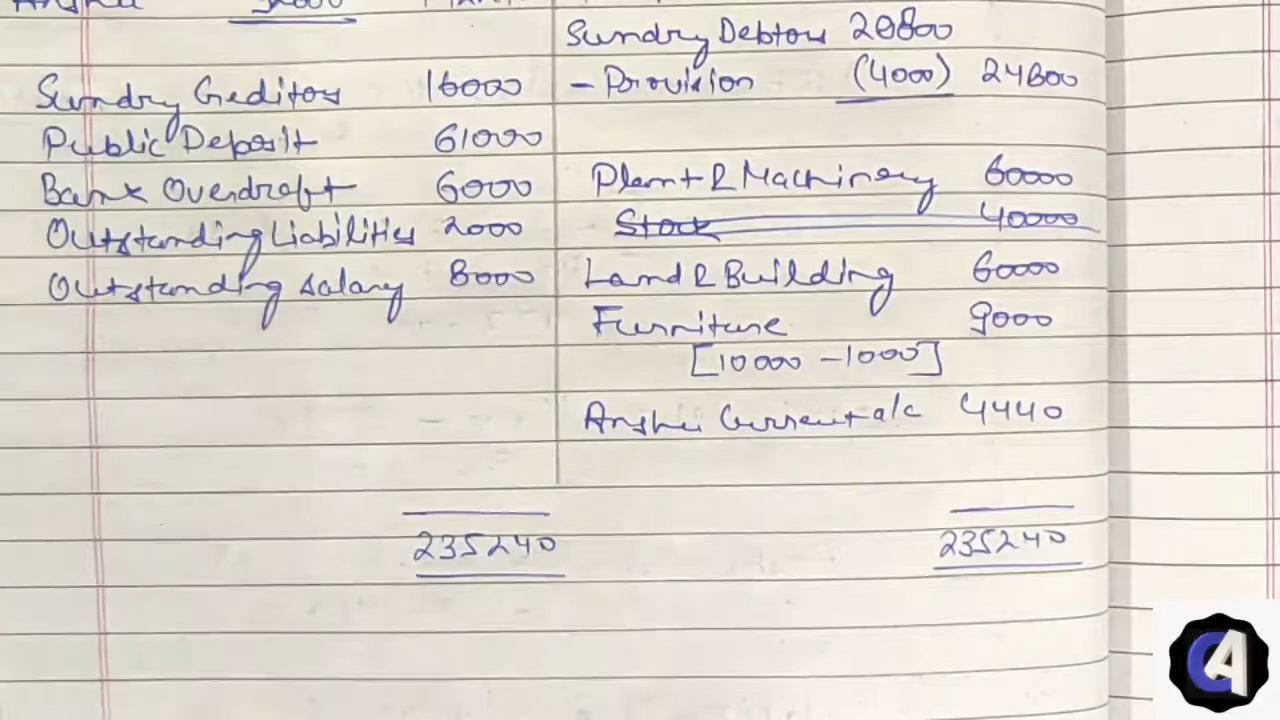 Sundry Debtors 28800
Sundry Creditors 16000 - Provision (4000) 24800
Public Deposit 61000
Bank Overdraft 6000 Plant & Machinery 60000
Outstanding Liabilities 2000 Stock 40000
Outstanding salary 8000 Land & Building 60000
Furniture 9000
[10000 - 1000]
Anshu Current a/c 4440
235240 235240
CA